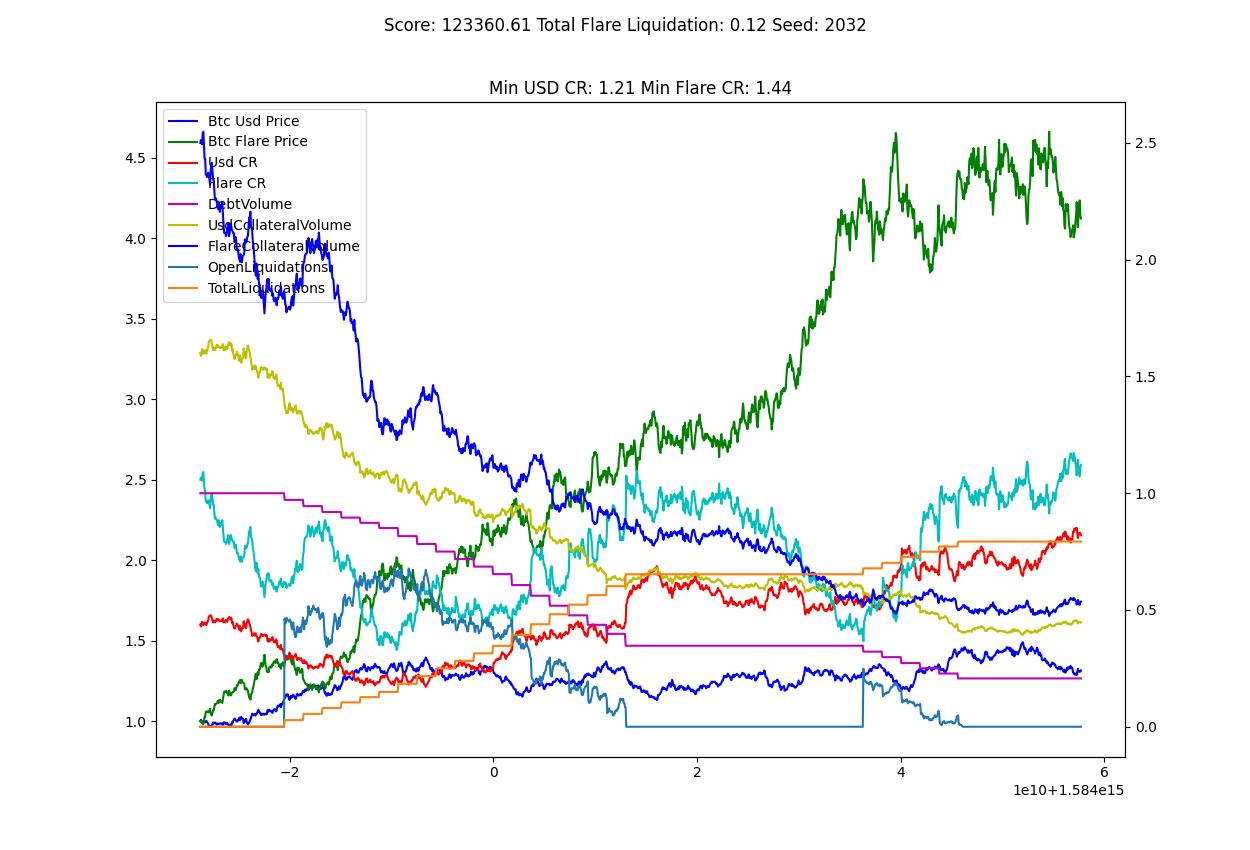 Score: 123360.61 Total Flare Liquidation: 0.12 Seed: 2032
Min USD CR: 1.21 Min Flare CR: 1.44
Btc Usd Price
Btc Flare Price
Usd CR
Flare CR
DebtVolume
UsdCollateralVolume
FlareCollateralVolume
OpenLiquidations
TotalLiquidations
4.5
4.0
3.5
3.0
2.5
2.0
1.5
1.0
2.5
2.0
1.5
1.0
0.5
0.0
−2
0
2
4
6
1e10+1.584e15